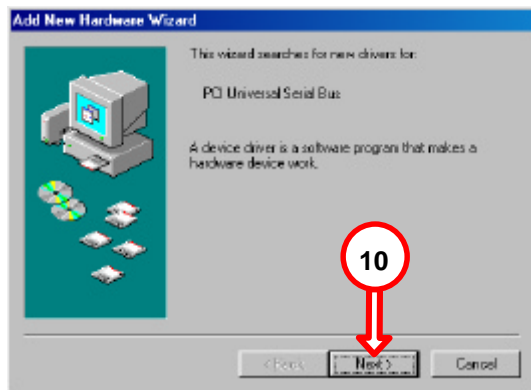 Add New Hardware Wizard
This wizard searches for new drivers for:
PCI Universal Serial Bus
A device driver is a software program that makes a
hardware device work.
10
< Back
Next >
Cancel